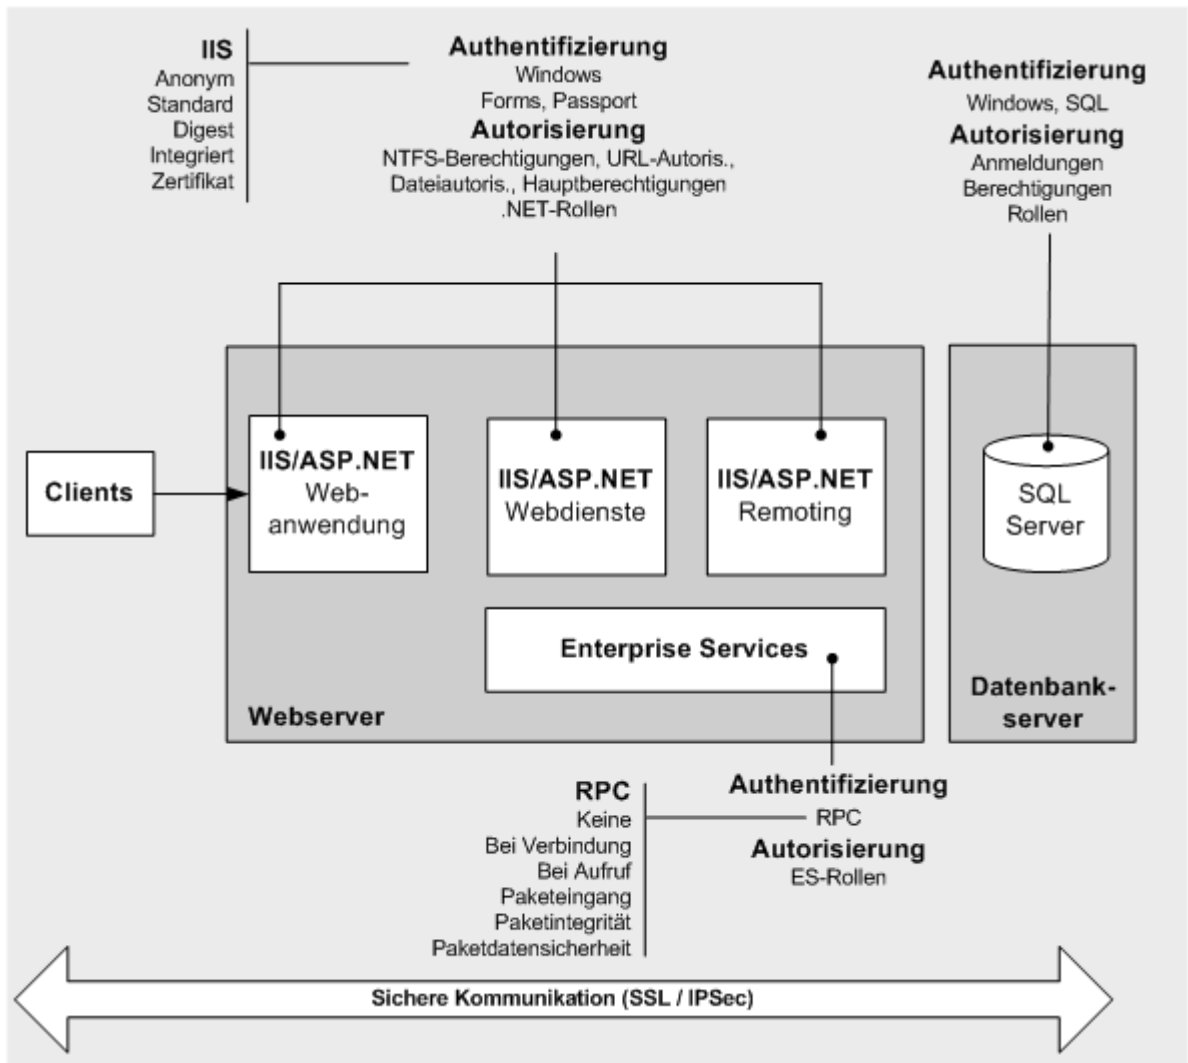 IIS
Anonym
Standard
Digest
Integriert
Zertifikat
Authentifizierung
Windows
Forms, Passport
Autorisierung
NTFS-Berechtigungen, URL-Autoris.,
Dateiautoris., Hauptberechtigungen
.NET-Rollen
Authentifizierung
Windows, SQL
Autorisierung
Anmeldungen
Berechtigungen
Rollen
Clients
IIS/ASP.NET
Web-
anwendung
IIS/ASP.NET
Webdienste
IIS/ASP.NET
Remoting
SQL
Server
Enterprise Services
Webserver
Datenbank-
server
RPC
Keine
Bei Verbindung
Bei Aufruf
Paketeingang
Paketintegrität
Paketdatensicherheit
Authentifizierung
RPC
Autorisierung
ES-Rollen
Sichere Kommunikation (SSL / IPSec)